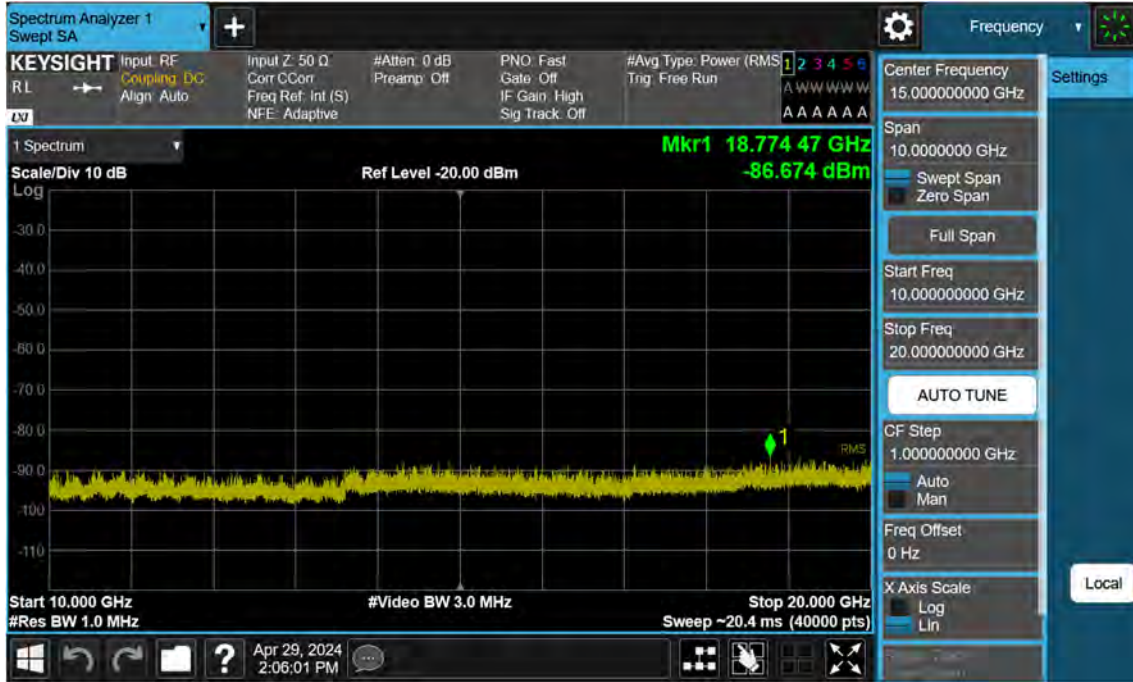 Spectrum Analyzer 1
Swept SA
+
Frequency
KEYSIGHT
RL
LXI
Input: RF
Coupling: DC
Align: Auto
Input Z: 50 Ω
Corr CCorr
Freq Ref: Int (S)
NFE: Adaptive
#Atten: 0 dB
Preamp: Off
PNO: Fast
Gate: Off
IF Gain: High
Sig Track: Off
#Avg Type: Power (RMS
Trig: Free Run
1 2 3 4 5 6
A W W W W W
A A A A A A
1 Spectrum
Scale/Div 10 dB
Ref Level -20.00 dBm
Mkr1 18.774 47 GHz
-86.674 dBm
Log
-30.0
-40.0
-50.0
-60.0
-70.0
-80.0
-90.0
-100
-110
1
RMS
Start 10.000 GHz
#Video BW 3.0 MHz
Stop 20.000 GHz
#Res BW 1.0 MHz
Sweep ~20.4 ms (40000 pts)
?
Apr 29, 2024
2:06:01 PM
Center Frequency
15.000000000 GHz
Span
10.0000000 GHz
Swept Span
Zero Span
Full Span
Start Freq
10.000000000 GHz
Stop Freq
20.000000000 GHz
AUTO TUNE
CF Step
1.000000000 GHz
Auto
Man
Freq Offset
0 Hz
X Axis Scale
Log
Lin
Settings
Local